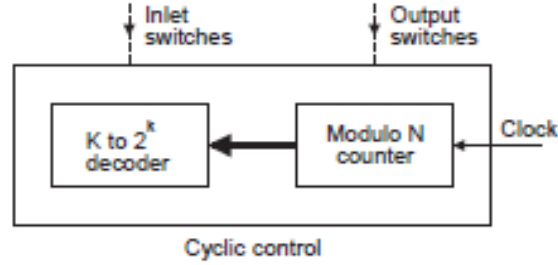 Inlet
switches
Output
switches
K to 2^k
decoder
Modulo N
counter
Clock
Cyclic control